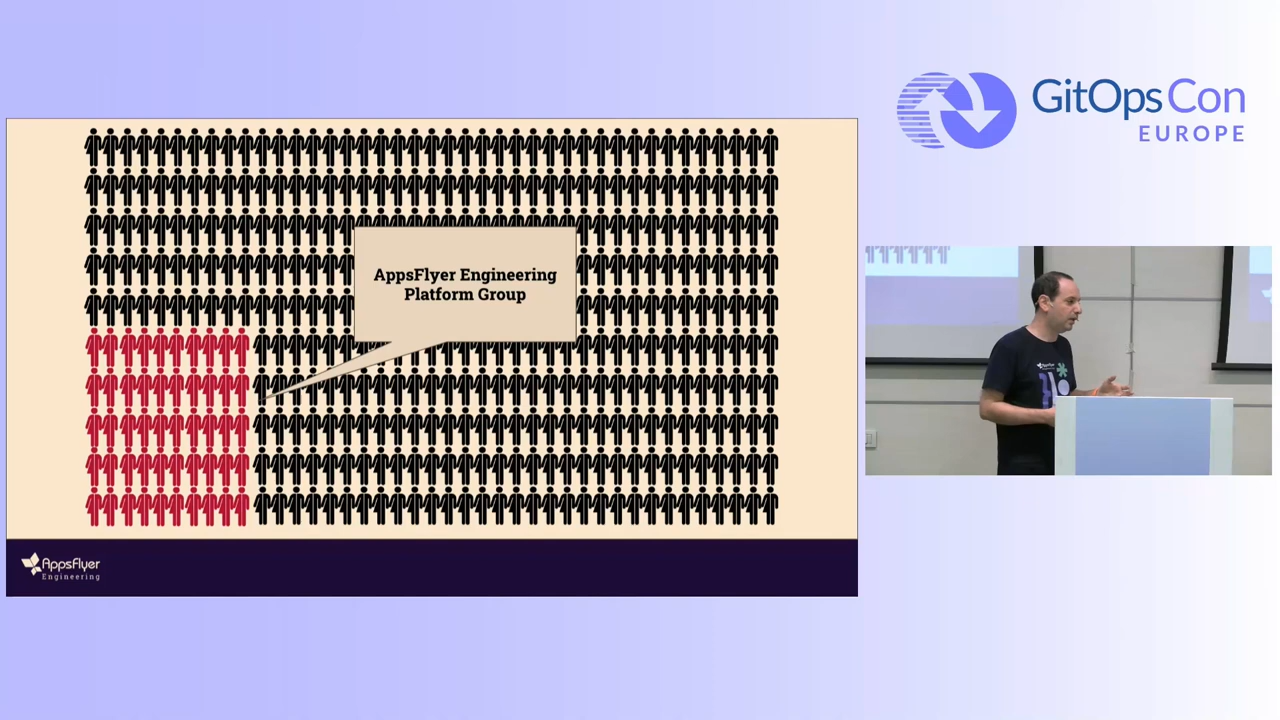 GitOps Con
EUROPE
AppsFlyer Engineering
Platform Group
AppsFlyer
Engineering